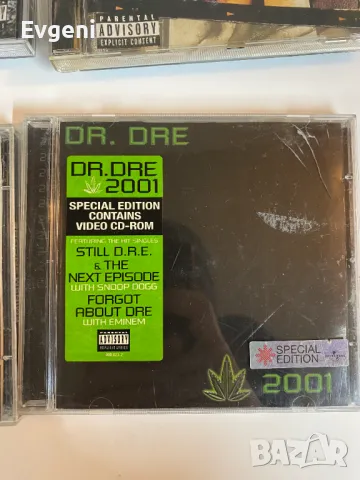 Evgeni
PARENTAL
ADVISORY
EXPLICIT CONTENT
DR. DRE
DR.DRE
2001
SPECIAL EDITION
CONTAINS
VIDEO CD-ROM
FEATURING THE HIT SINGLES
STILL D.R.E.
& THE
NEXT EPISODE
WITH SNOOP DOGG
FORGOT
ABOUT DRE
WITH EMINEM
PARENTAL
ADVISORY
EXPLICIT CONTENT
SPECIAL
EDITION
2001
bazar